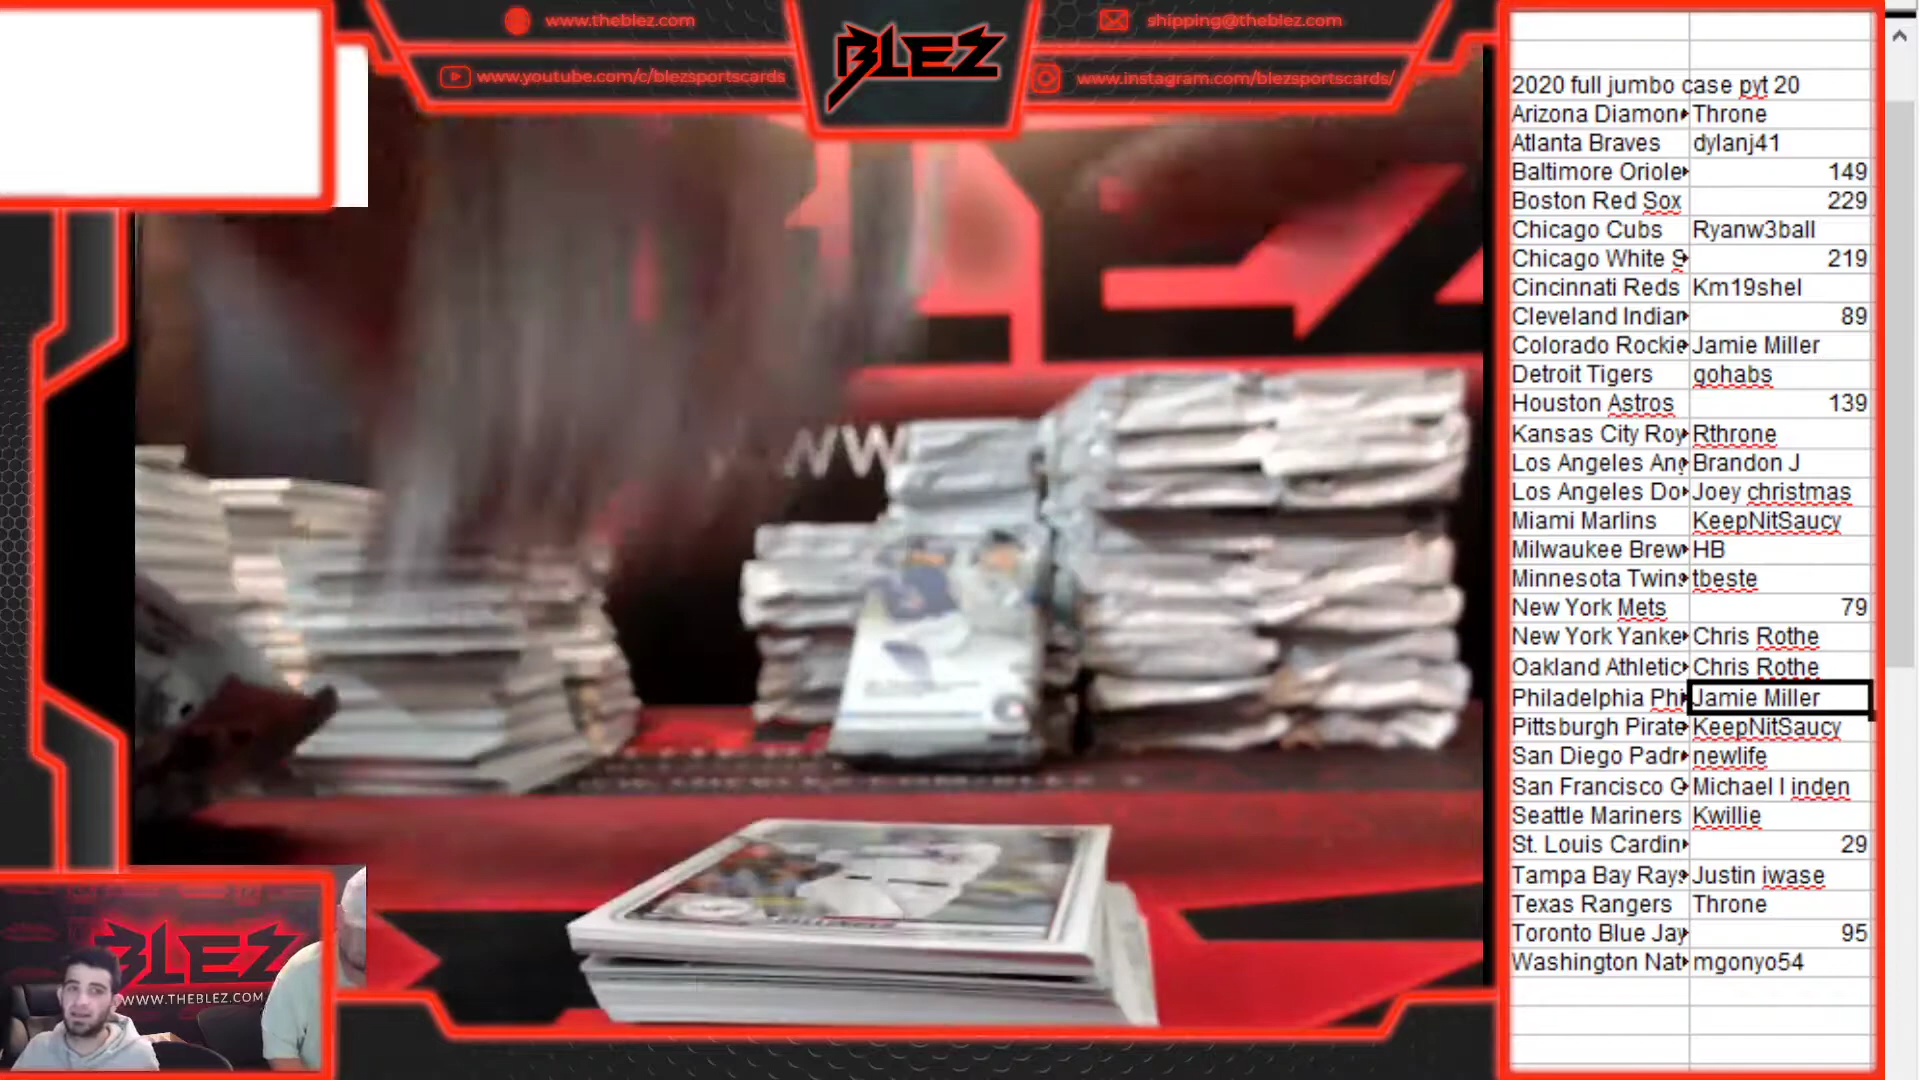 www.theblez.com
BLEZ
shipping@theblez.com
www.youtube.com/c/blezsportscards
www.instagram.com/blezsportscards/
2020 full jumbo case pyt 20
Arizona Diamon Throne
Atlanta Braves dylanj41
Baltimore Oriole 149
Boston Red Sox 229
Chicago Cubs Ryanw3ball
Chicago White S 219
Cincinnati Reds Km19shel
Cleveland Indian 89
Colorado Rockie Jamie Miller
Detroit Tigers gohabs
Houston Astros 139
Kansas City Roy Rthrone
Los Angeles Ang Brandon J
Los Angeles Do Joey christmas
Miami Marlins KeepNitSaucy
Milwaukee Brew HB
Minnesota Twins tbeste
New York Mets 79
New York Yanke Chris Rothe
Oakland Athletic Chris Rothe
Philadelphia Phi Jamie Miller
Pittsburgh Pirate KeepNitSaucy
San Diego Padr newlife
San Francisco G Michael l inden
Seattle Mariners Kwillie
St. Louis Cardin 29
Tampa Bay Rays Justin iwase
Texas Rangers Throne
Toronto Blue Jay 95
Washington Nat mgonyo54
BLEZ
WWW.THEBLEZ.COM